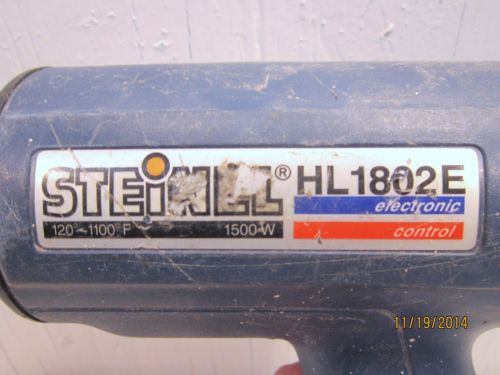 STEiNEL® HL1802E
electronic
120°-1100°F 1500-W control
11/19/2014